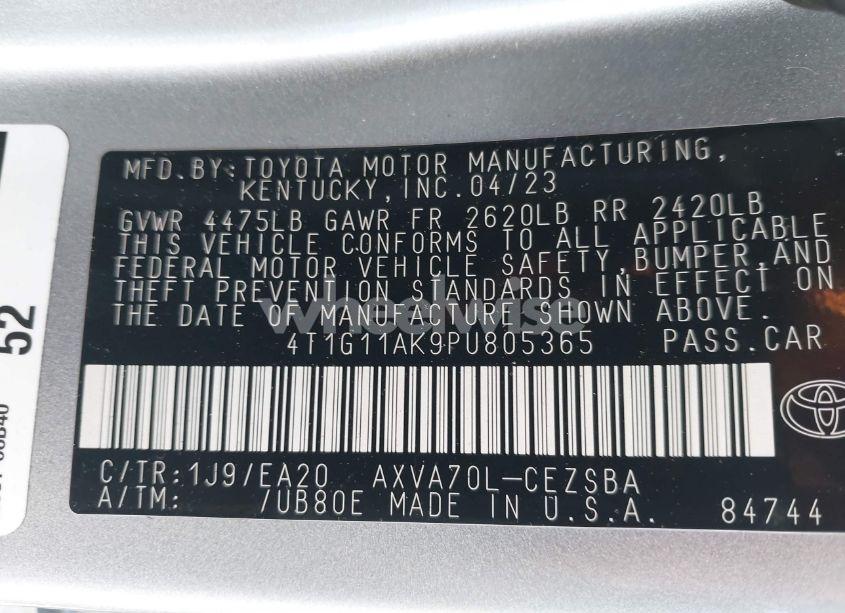 MFD.BY:TOYOTA MOTOR MANUFACTURING,
KENTUCKY,INC.04/23
GVWR 4475LB GAWR FR 2620LB RR 2420LB
THIS VEHICLE CONFORMS TO ALL APPLICABLE
FEDERAL MOTOR VEHICLE SAFETY,BUMPER,AND
THEFT PREVENTION STANDARDS IN EFFECT ON
THE DATE OF MANUFACTURE SHOWN ABOVE.
wheelwise
4T1G11AK9PU805365 PASS.CAR
C/TR:1J9/EA20 AXVA70L-CEZSBA
A/TM: /UB80E MADE IN U.S.A. 84744
52